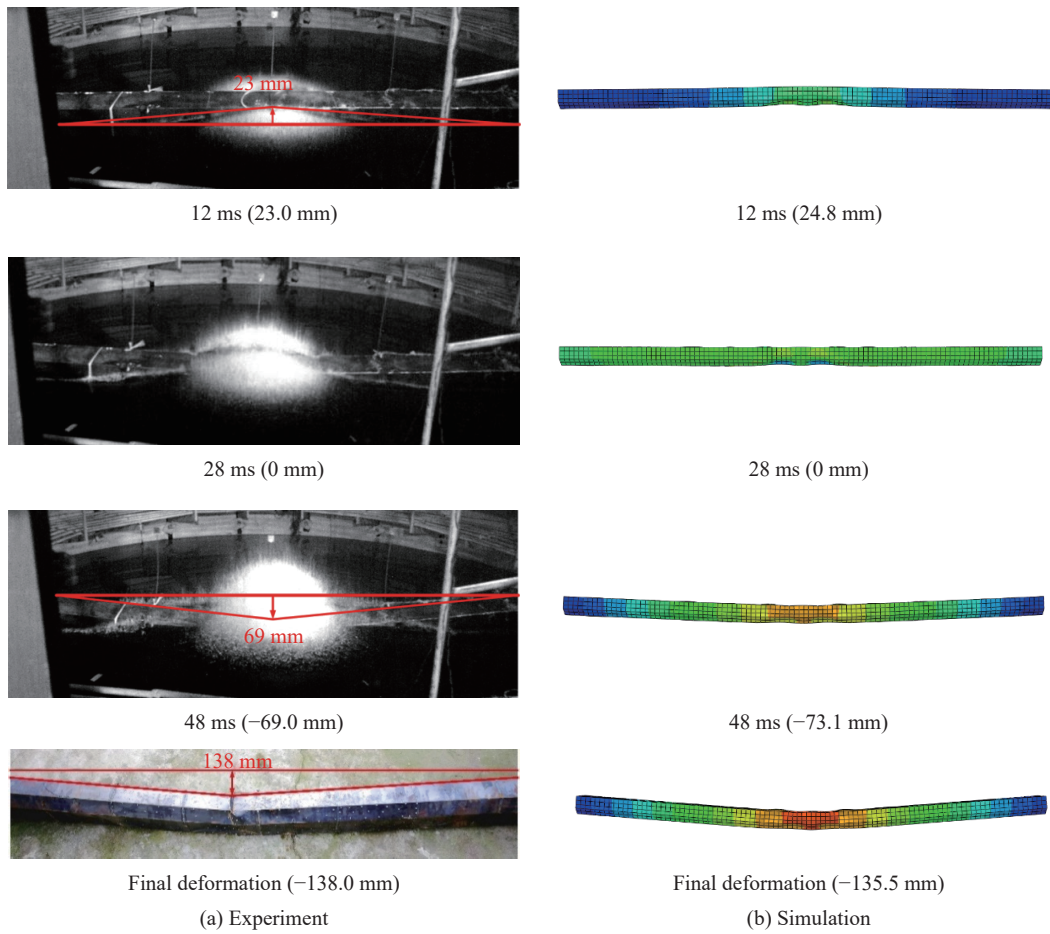 23 mm
12 ms (23.0 mm)
12 ms (24.8 mm)
28 ms (0 mm)
28 ms (0 mm)
69 mm
48 ms (−69.0 mm)
48 ms (−73.1 mm)
138 mm
Final deformation (−138.0 mm)
Final deformation (−135.5 mm)
(a) Experiment
(b) Simulation